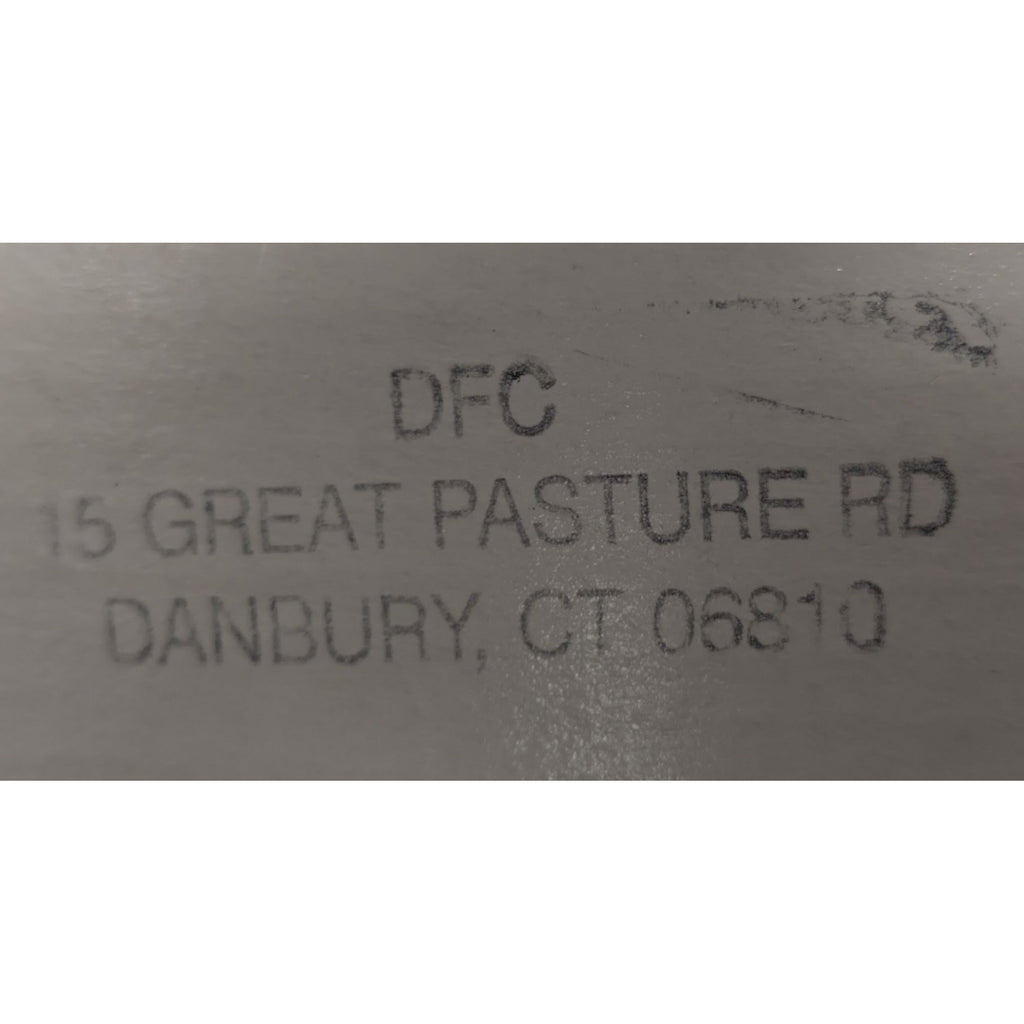 DFC
15 GREAT PASTURE RD
DANBURY, CT 06810